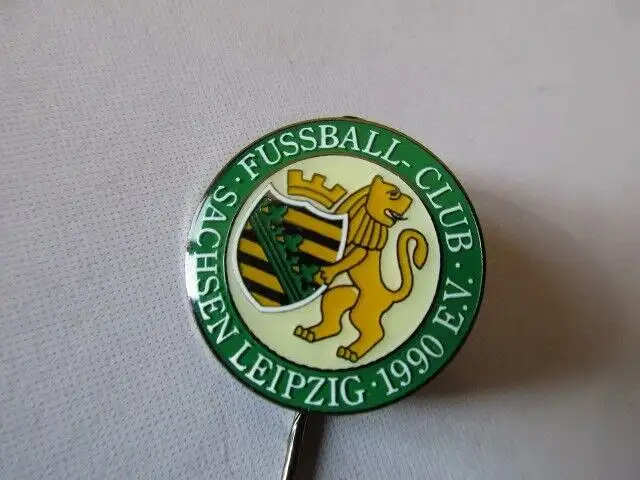 · FUSSBALL-CLUB ·
SACHSEN LEIPZIG · 1990 E.V.